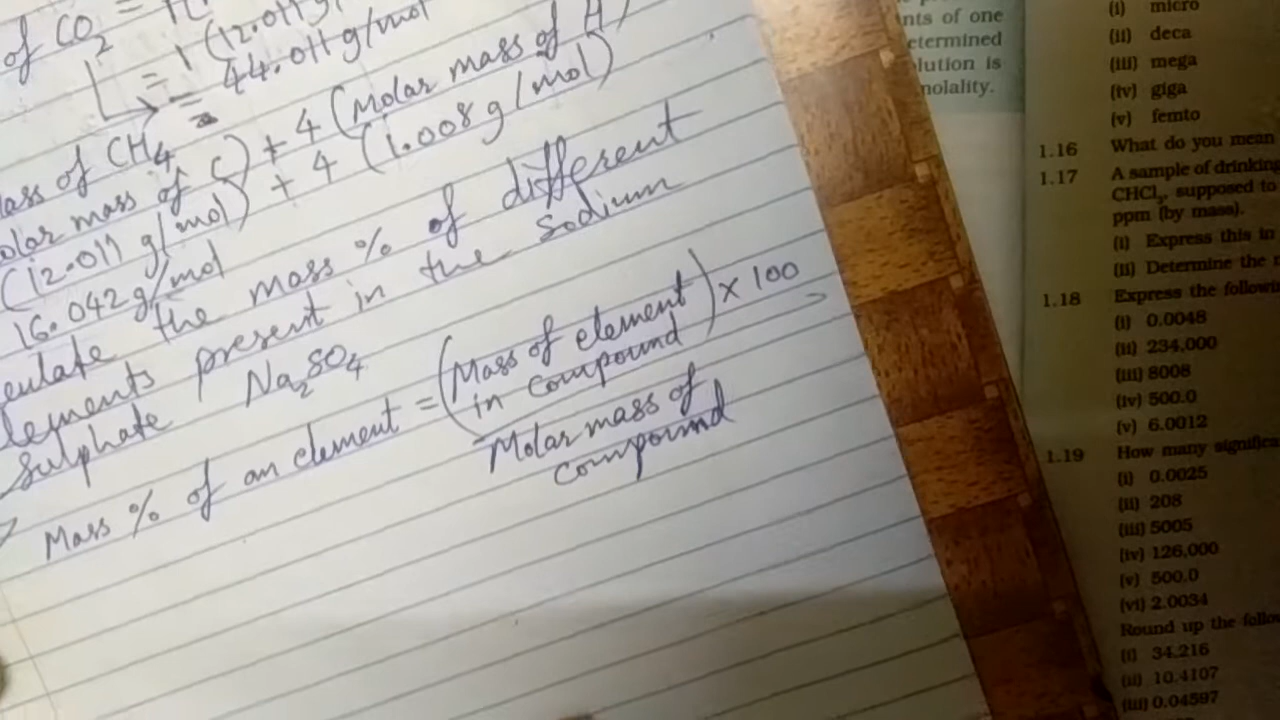 of CO2 =
= 1 (12.011 g/
= 44.011 g/mol
Mass of CH4
molar mass of C) + 4 (Molar mass of H)
(12.011 g/mol) + 4 (1.008 g/mol)
16.042 g/mol
culate the mass % of different
lements present in the sodium
Sulphate Na2SO4
Mass % of an element = (Mass of element in compound) × 100
Molar mass of compound
nts of one
etermined
lution is
nolality.
(i) micro
(ii) deca
(iii) mega
(iv) giga
(v) femto
1.16 What do you mean
1.17 A sample of drinking
CHCl3, supposed to
ppm (by mass).
(i) Express this in
(ii) Determine the
1.18 Express the followi
(i) 0.0048
(ii) 234,000
(iii) 8008
(iv) 500.0
(v) 6.0012
1.19 How many significa
(i) 0.0025
(ii) 208
(iii) 5005
(iv) 126,000
(v) 500.0
(vi) 2.0034
Round up the follo
(i) 34.216
(ii) 10.4107
(iii) 0.04597